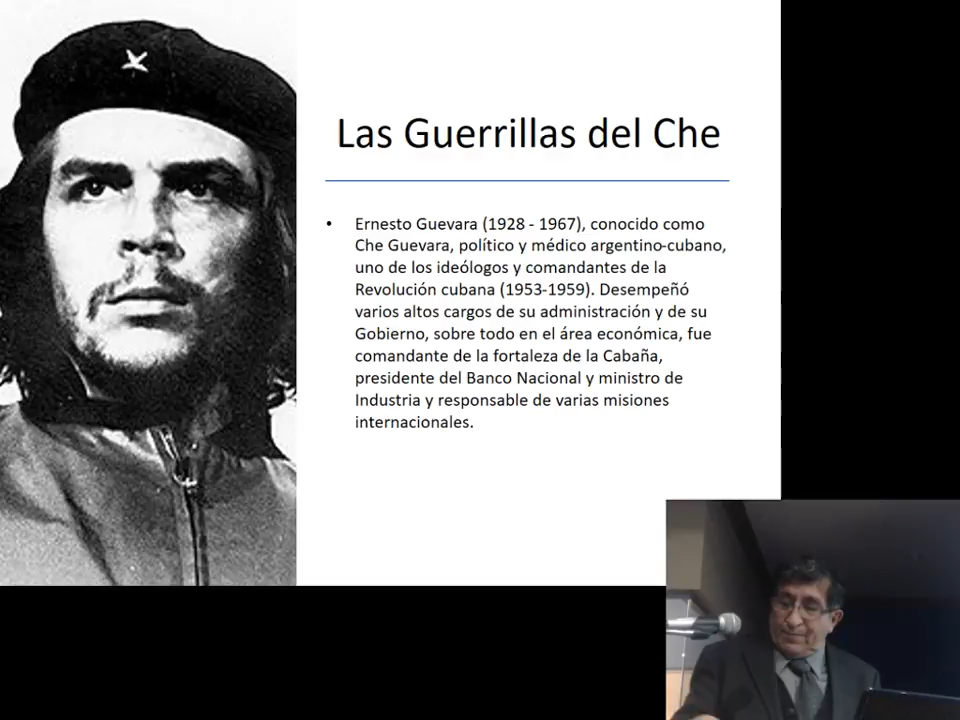 Las Guerrillas del Che
• Ernesto Guevara (1928 - 1967), conocido como
Che Guevara, político y médico argentino-cubano,
uno de los ideólogos y comandantes de la
Revolución cubana (1953-1959). Desempeñó
varios altos cargos de su administración y de su
Gobierno, sobre todo en el área económica, fue
comandante de la fortaleza de la Cabaña,
presidente del Banco Nacional y ministro de
Industria y responsable de varias misiones
internacionales.